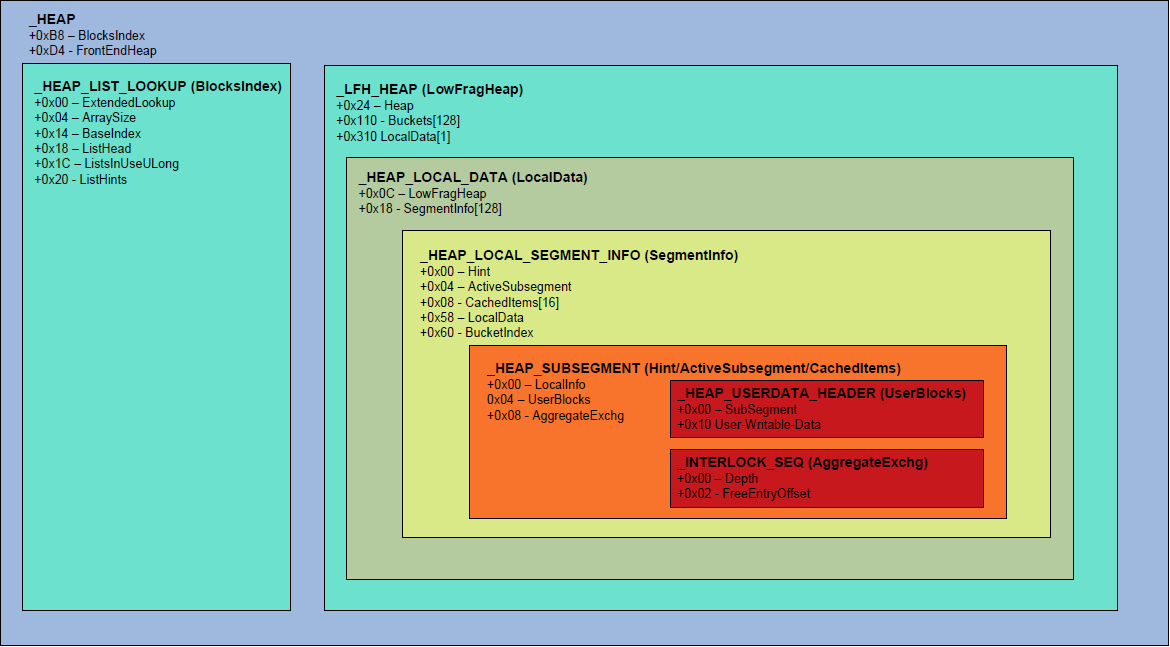 _HEAP
+0xB8 – BlocksIndex
+0xD4 - FrontEndHeap
_HEAP_LIST_LOOKUP (BlocksIndex)
+0x00 – ExtendedLookup
+0x04 – ArraySize
+0x14 – BaseIndex
+0x18 – ListHead
+0x1C – ListsInUseULong
+0x20 - ListHints
_LFH_HEAP (LowFragHeap)
+0x24 – Heap
+0x110 - Buckets[128]
+0x310 LocalData[1]
_HEAP_LOCAL_DATA (LocalData)
+0x0C – LowFragHeap
+0x18 - SegmentInfo[128]
_HEAP_LOCAL_SEGMENT_INFO (SegmentInfo)
+0x00 – Hint
+0x04 – ActiveSubsegment
+0x08 - CachedItems[16]
+0x58 – LocalData
+0x60 - BucketIndex
_HEAP_SUBSEGMENT (Hint/ActiveSubsegment/CachedItems)
+0x00 – LocalInfo
0x04 – UserBlocks
+0x08 - AggregateExchg
_HEAP_USERDATA_HEADER (UserBlocks)
+0x00 – SubSegment
+0x10 User-Writable-Data
_INTERLOCK_SEQ (AggregateExchg)
+0x00 – Depth
+0x02 - FreeEntryOffset